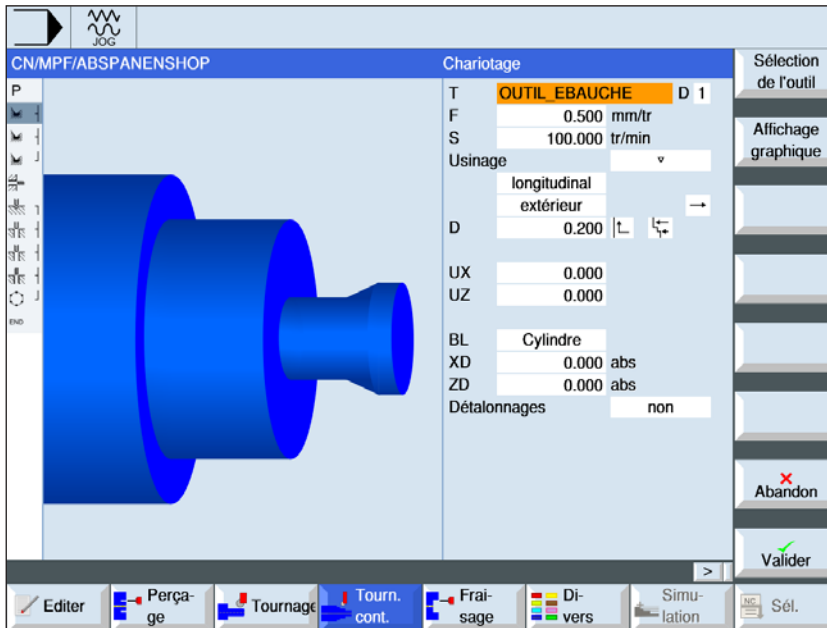 JOG
CN/MPF/ABSPANENSHOP
Chariotage
P
END
T OUTIL_EBAUCHE D 1
F 0.500 mm/tr
S 100.000 tr/min
Usinage ▿
longitudinal
extérieur →
D 0.200
UX 0.000
UZ 0.000
BL Cylindre
XD 0.000 abs
ZD 0.000 abs
Détalonnages non
Sélection
de l'outil
Affichage
graphique
Abandon
Valider
>
Editer
Perça-
ge
Tournage
Tourn.
cont.
Frai-
sage
Di-
vers
Simu-
lation
NC
Sél.